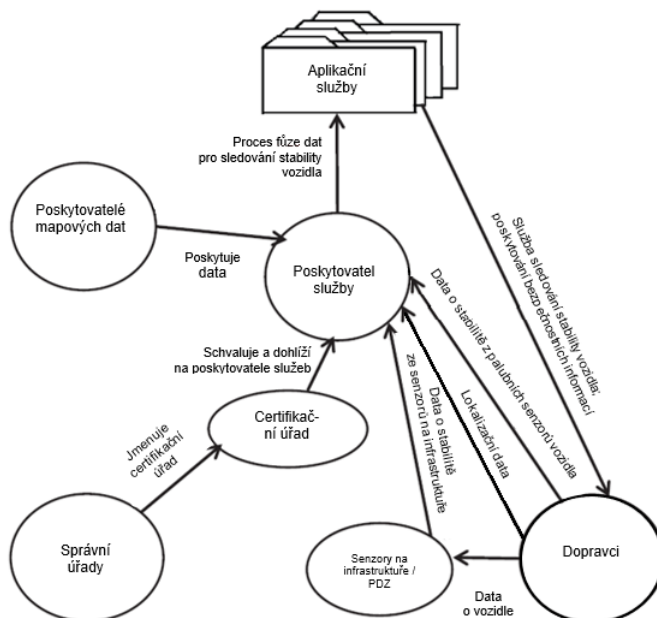 Aplikační
služby
Proces fůze dat
pro sledování stability
vozidla
Poskytovatelé
mapových dat
Poskytuje
data
Poskytovatel
služby
Služba sledování stability vozidla;
poskytování bezpečnostních informací
Data o stabilitě z palubních senzorů vozidla
Schvaluje a dohlíží
na poskytovatele služeb
Lokalizační data
Data o stabilitě
ze senzorů na infrastruktuře
Certifikač-
ní úřad
Jmenuje
certifikační
úřad
Správní
úřady
Senzory na
infrastruktuře /
PDZ
Dopravci
Data
o vozidle